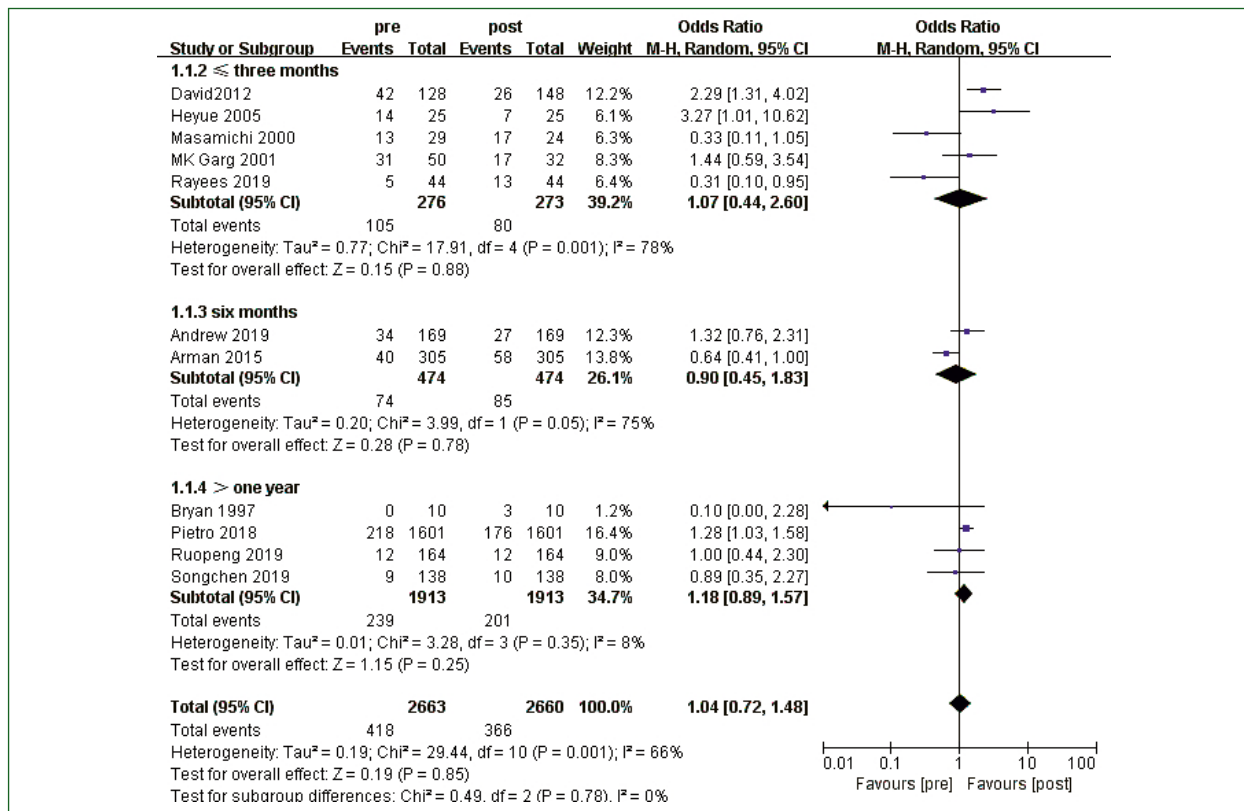 pre post Odds Ratio Odds Ratio
Study or Subgroup Events Total Events Total Weight M-H, Random, 95% CI M-H, Random, 95% CI
1.1.2 ≤ three months
David2012 42 128 26 148 12.2% 2.29 [1.31, 4.02]
Heyue 2005 14 25 7 25 6.1% 3.27 [1.01, 10.62]
Masamichi 2000 13 29 17 24 6.3% 0.33 [0.11, 1.05]
MK Garg 2001 31 50 17 32 8.3% 1.44 [0.59, 3.54]
Rayees 2019 5 44 13 44 6.4% 0.31 [0.10, 0.95]
Subtotal (95% CI) 276 273 39.2% 1.07 [0.44, 2.60]
Total events 105 80
Heterogeneity: Tau² = 0.77; Chi² = 17.91, df = 4 (P = 0.001); I² = 78%
Test for overall effect: Z = 0.15 (P = 0.88)
1.1.3 six months
Andrew 2019 34 169 27 169 12.3% 1.32 [0.76, 2.31]
Arman 2015 40 305 58 305 13.8% 0.64 [0.41, 1.00]
Subtotal (95% CI) 474 474 26.1% 0.90 [0.45, 1.83]
Total events 74 85
Heterogeneity: Tau² = 0.20; Chi² = 3.99, df = 1 (P = 0.05); I² = 75%
Test for overall effect: Z = 0.28 (P = 0.78)
1.1.4 > one year
Bryan 1997 0 10 3 10 1.2% 0.10 [0.00, 2.28]
Pietro 2018 218 1601 176 1601 16.4% 1.28 [1.03, 1.58]
Ruopeng 2019 12 164 12 164 9.0% 1.00 [0.44, 2.30]
Songchen 2019 9 138 10 138 8.0% 0.89 [0.35, 2.27]
Subtotal (95% CI) 1913 1913 34.7% 1.18 [0.89, 1.57]
Total events 239 201
Heterogeneity: Tau² = 0.01; Chi² = 3.28, df = 3 (P = 0.35); I² = 8%
Test for overall effect: Z = 1.15 (P = 0.25)
Total (95% CI) 2663 2660 100.0% 1.04 [0.72, 1.48]
Total events 418 366
Heterogeneity: Tau² = 0.19; Chi² = 29.44, df = 10 (P = 0.001); I² = 66%
Test for overall effect: Z = 0.19 (P = 0.85)
Test for subgroup differences: Chi² = 0.49, df = 2 (P = 0.78), I² = 0%
0.01 0.1 1 10 100
Favours [pre] Favours [post]